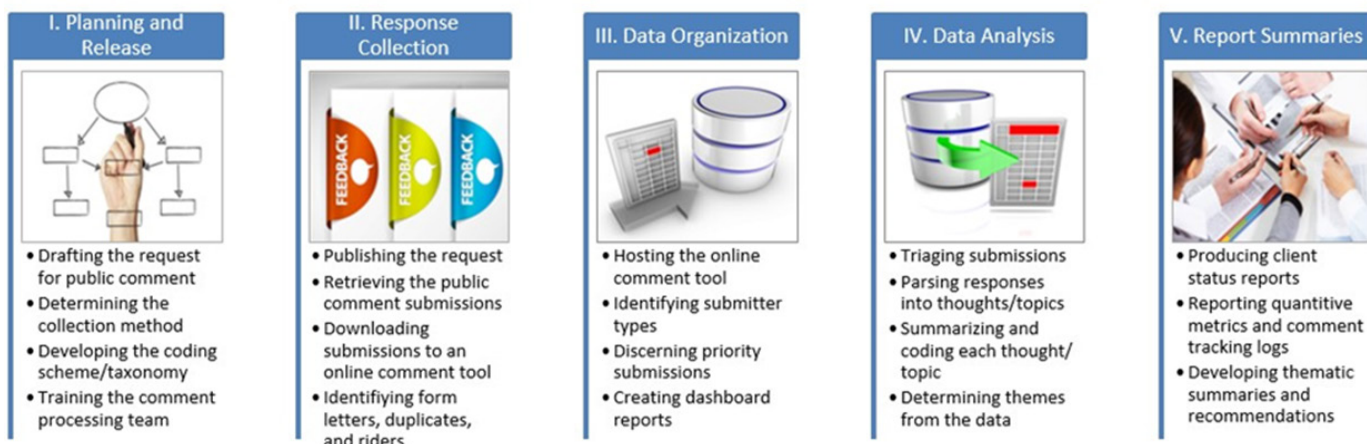 I. Planning and
Release
• Drafting the request
for public comment
• Determining the
collection method
• Developing the coding
scheme/taxonomy
• Training the comment
processing team
II. Response
Collection
FEEDBACK
FEEDBACK
FEEDBACK
• Publishing the request
• Retrieving the public
comment submissions
• Downloading
submissions to an
online comment tool
• Identifiying form
letters, duplicates,
and riders
III. Data Organization
• Hosting the online
comment tool
• Identifying submitter
types
• Discerning priority
submissions
• Creating dashboard
reports
IV. Data Analysis
• Triaging submissions
• Parsing responses
into thoughts/topics
• Summarizing and
coding each thought/
topic
• Determining themes
from the data
V. Report Summaries
• Producing client
status reports
• Reporting quantitive
metrics and comment
tracking logs
• Developing thematic
summaries and
recommendations